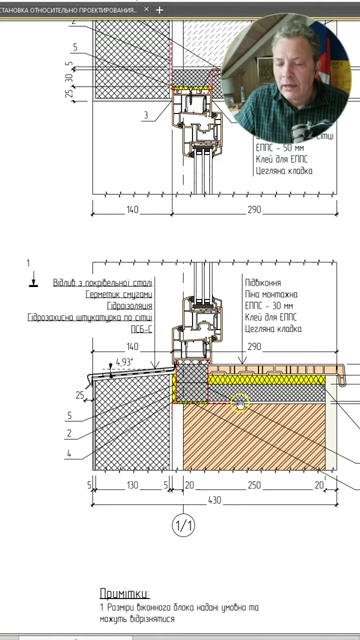 СТАНОВКА ОТНОСИТЕЛЬНО ПРОЕКТИРОВАНИЯ...
2
5
25 30 5
3
сітці
ЕППС - 50 мм
Клей для ЕППС
Цегляна кладка
140
290
1
Відлив з покрівельної сталі
Герметик смугами
Гідроізоляція
Гідрозахисна штукатурка по сітці
ПСБ-С
Підвіконня
Піна монтажна
ЕППС - 30 мм
Клей для ЕППС
Цегляна кладка
140
290
4,93°
25
5
2
4
5
130
5
20
250
20
430
1/1
Примітки:
1 Розміри віконного блока надані умовно та
можуть відрізнятися